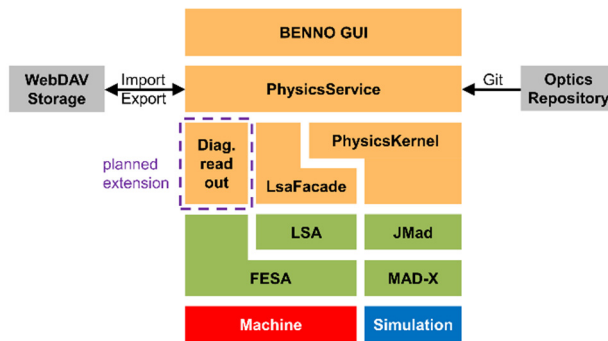 BENNO GUI
WebDAV
Storage
Import
Export
PhysicsService
Git
Optics
Repository
planned
extension
Diag.
read
out
LsaFacade
PhysicsKernel
LSA
JMad
FESA
MAD-X
Machine
Simulation